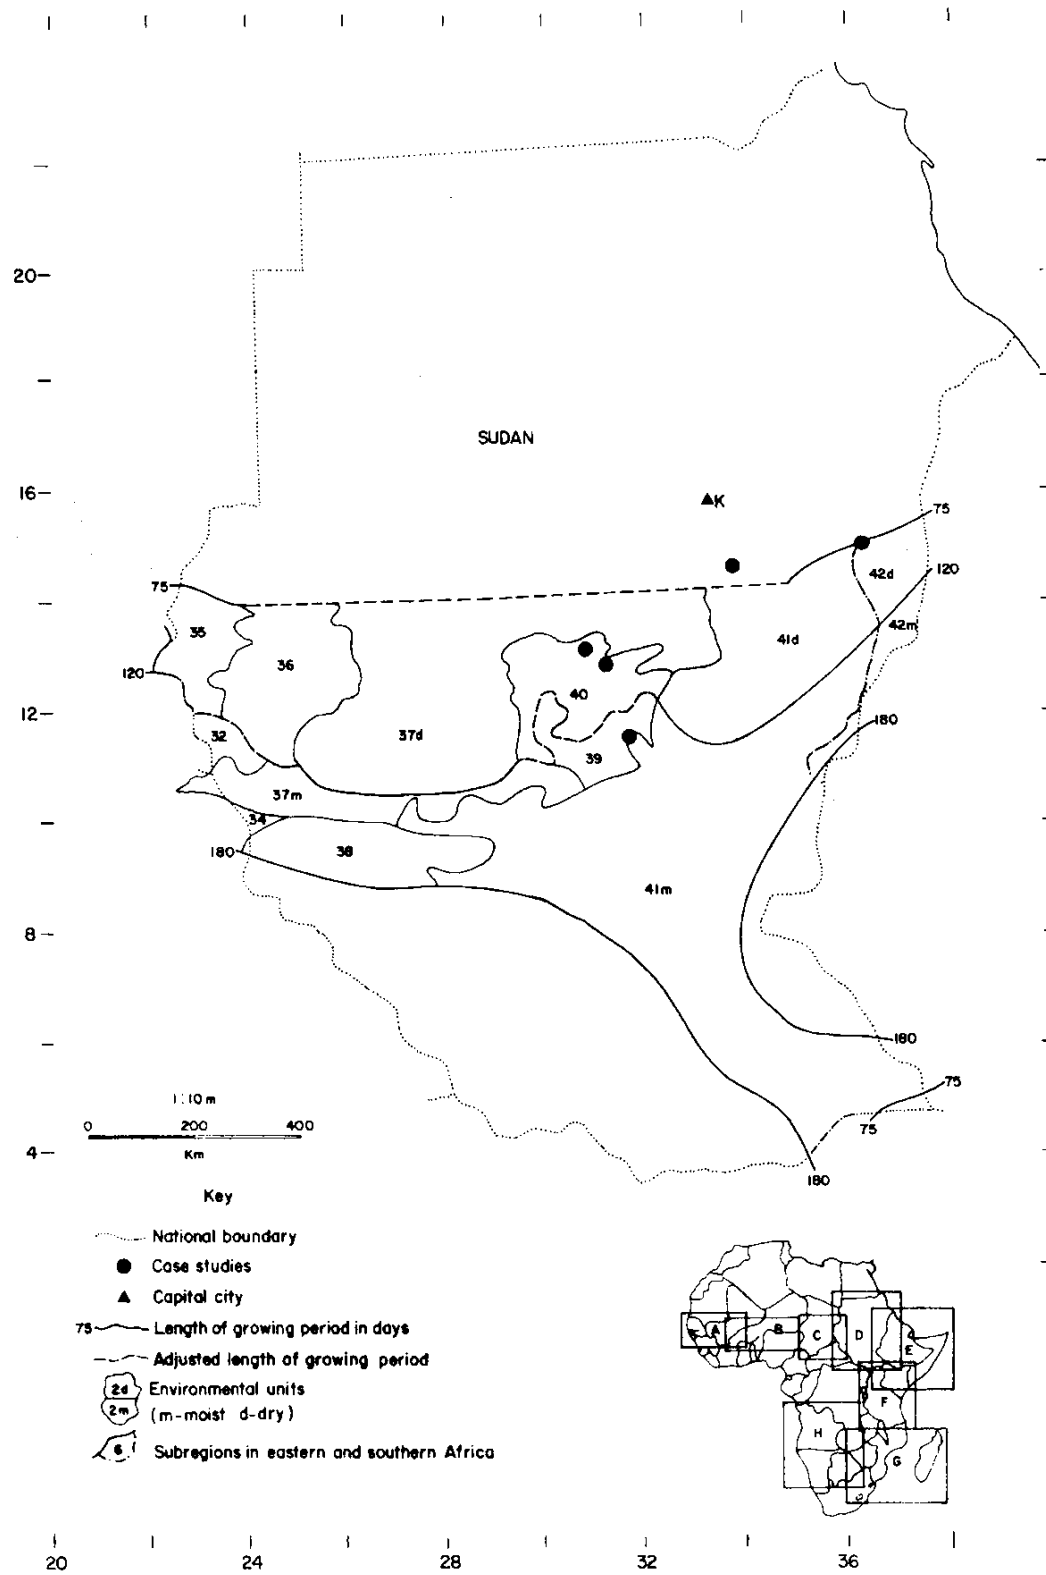 20
SUDAN
16
K
75
75
42d
120
35
42m
41d
36
120
40
12
180
32
37d
39
37m
34
180
38
41m
8
180
75
1:10m
0 200 400
Km
75
4
180
Key
National boundary
Case studies
Capital city
75 Length of growing period in days
Adjusted length of growing period
2d Environmental units
2m (m-moist d-dry)
6 Subregions in eastern and southern Africa
A
B
C
D
E
F
H
G
20 24 28 32 36